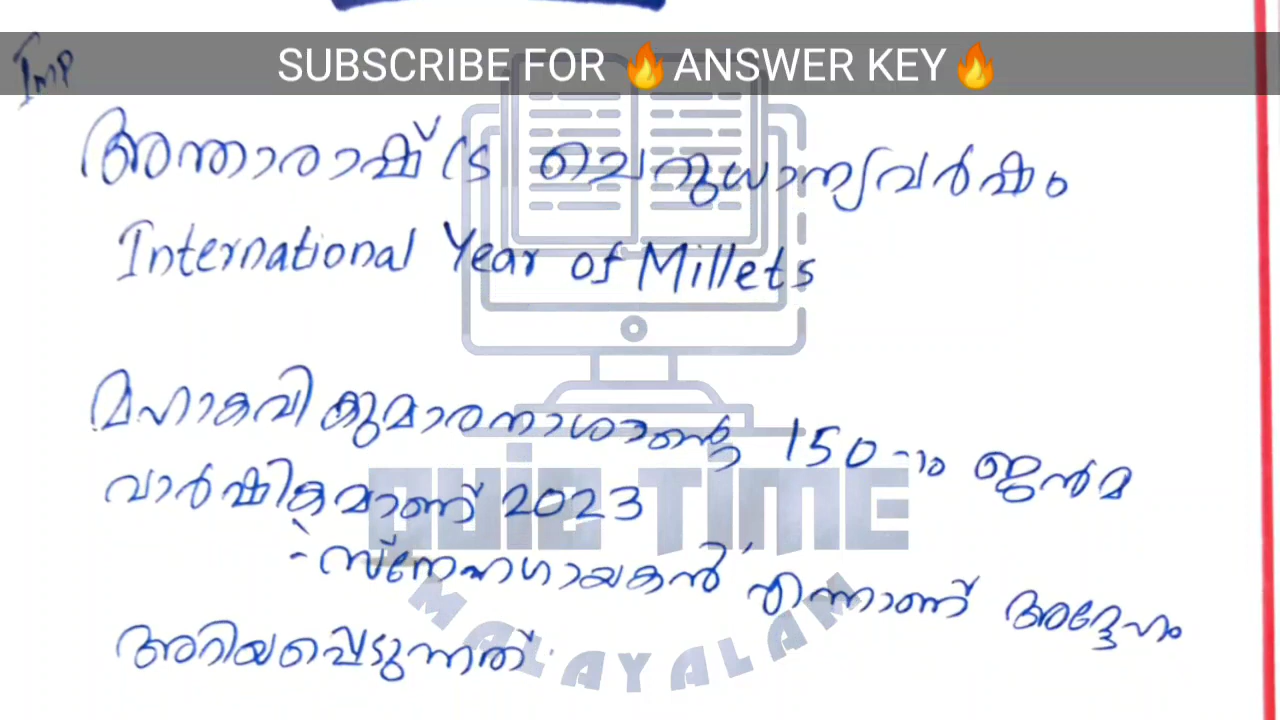 SUBSCRIBE FOR 🔥ANSWER KEY🔥
Imp
അന്താരാഷ്ട്ര ചെറുധാന്യവർഷം
International Year of Millets
മഹാകവി കുമാരനാശാന്റെ 150-ാം ജൻമ
വാർഷികമാണ് 2023
- 'സ്നേഹഗായകൻ' എന്നാണ് അദ്ദേഹം
അറിയപ്പെടുന്നത്.
QUIZ TIME
MALAYALAM